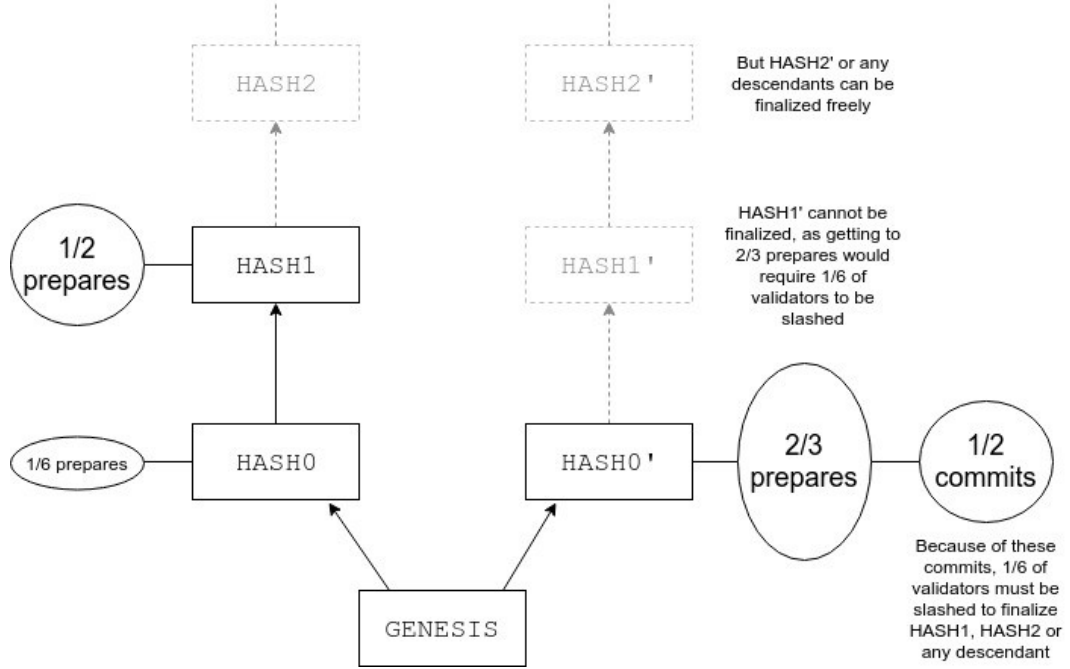 HASH2
HASH2'
But HASH2' or any
descendants can be
finalized freely
1/2
prepares
HASH1
HASH1'
HASH1' cannot be
finalized, as getting to
2/3 prepares would
require 1/6 of
validators to be
slashed
1/6 prepares
HASH0
HASH0'
2/3
prepares
1/2
commits
Because of these
commits, 1/6 of
validators must be
slashed to finalize
HASH1, HASH2 or
any descendant
GENESIS